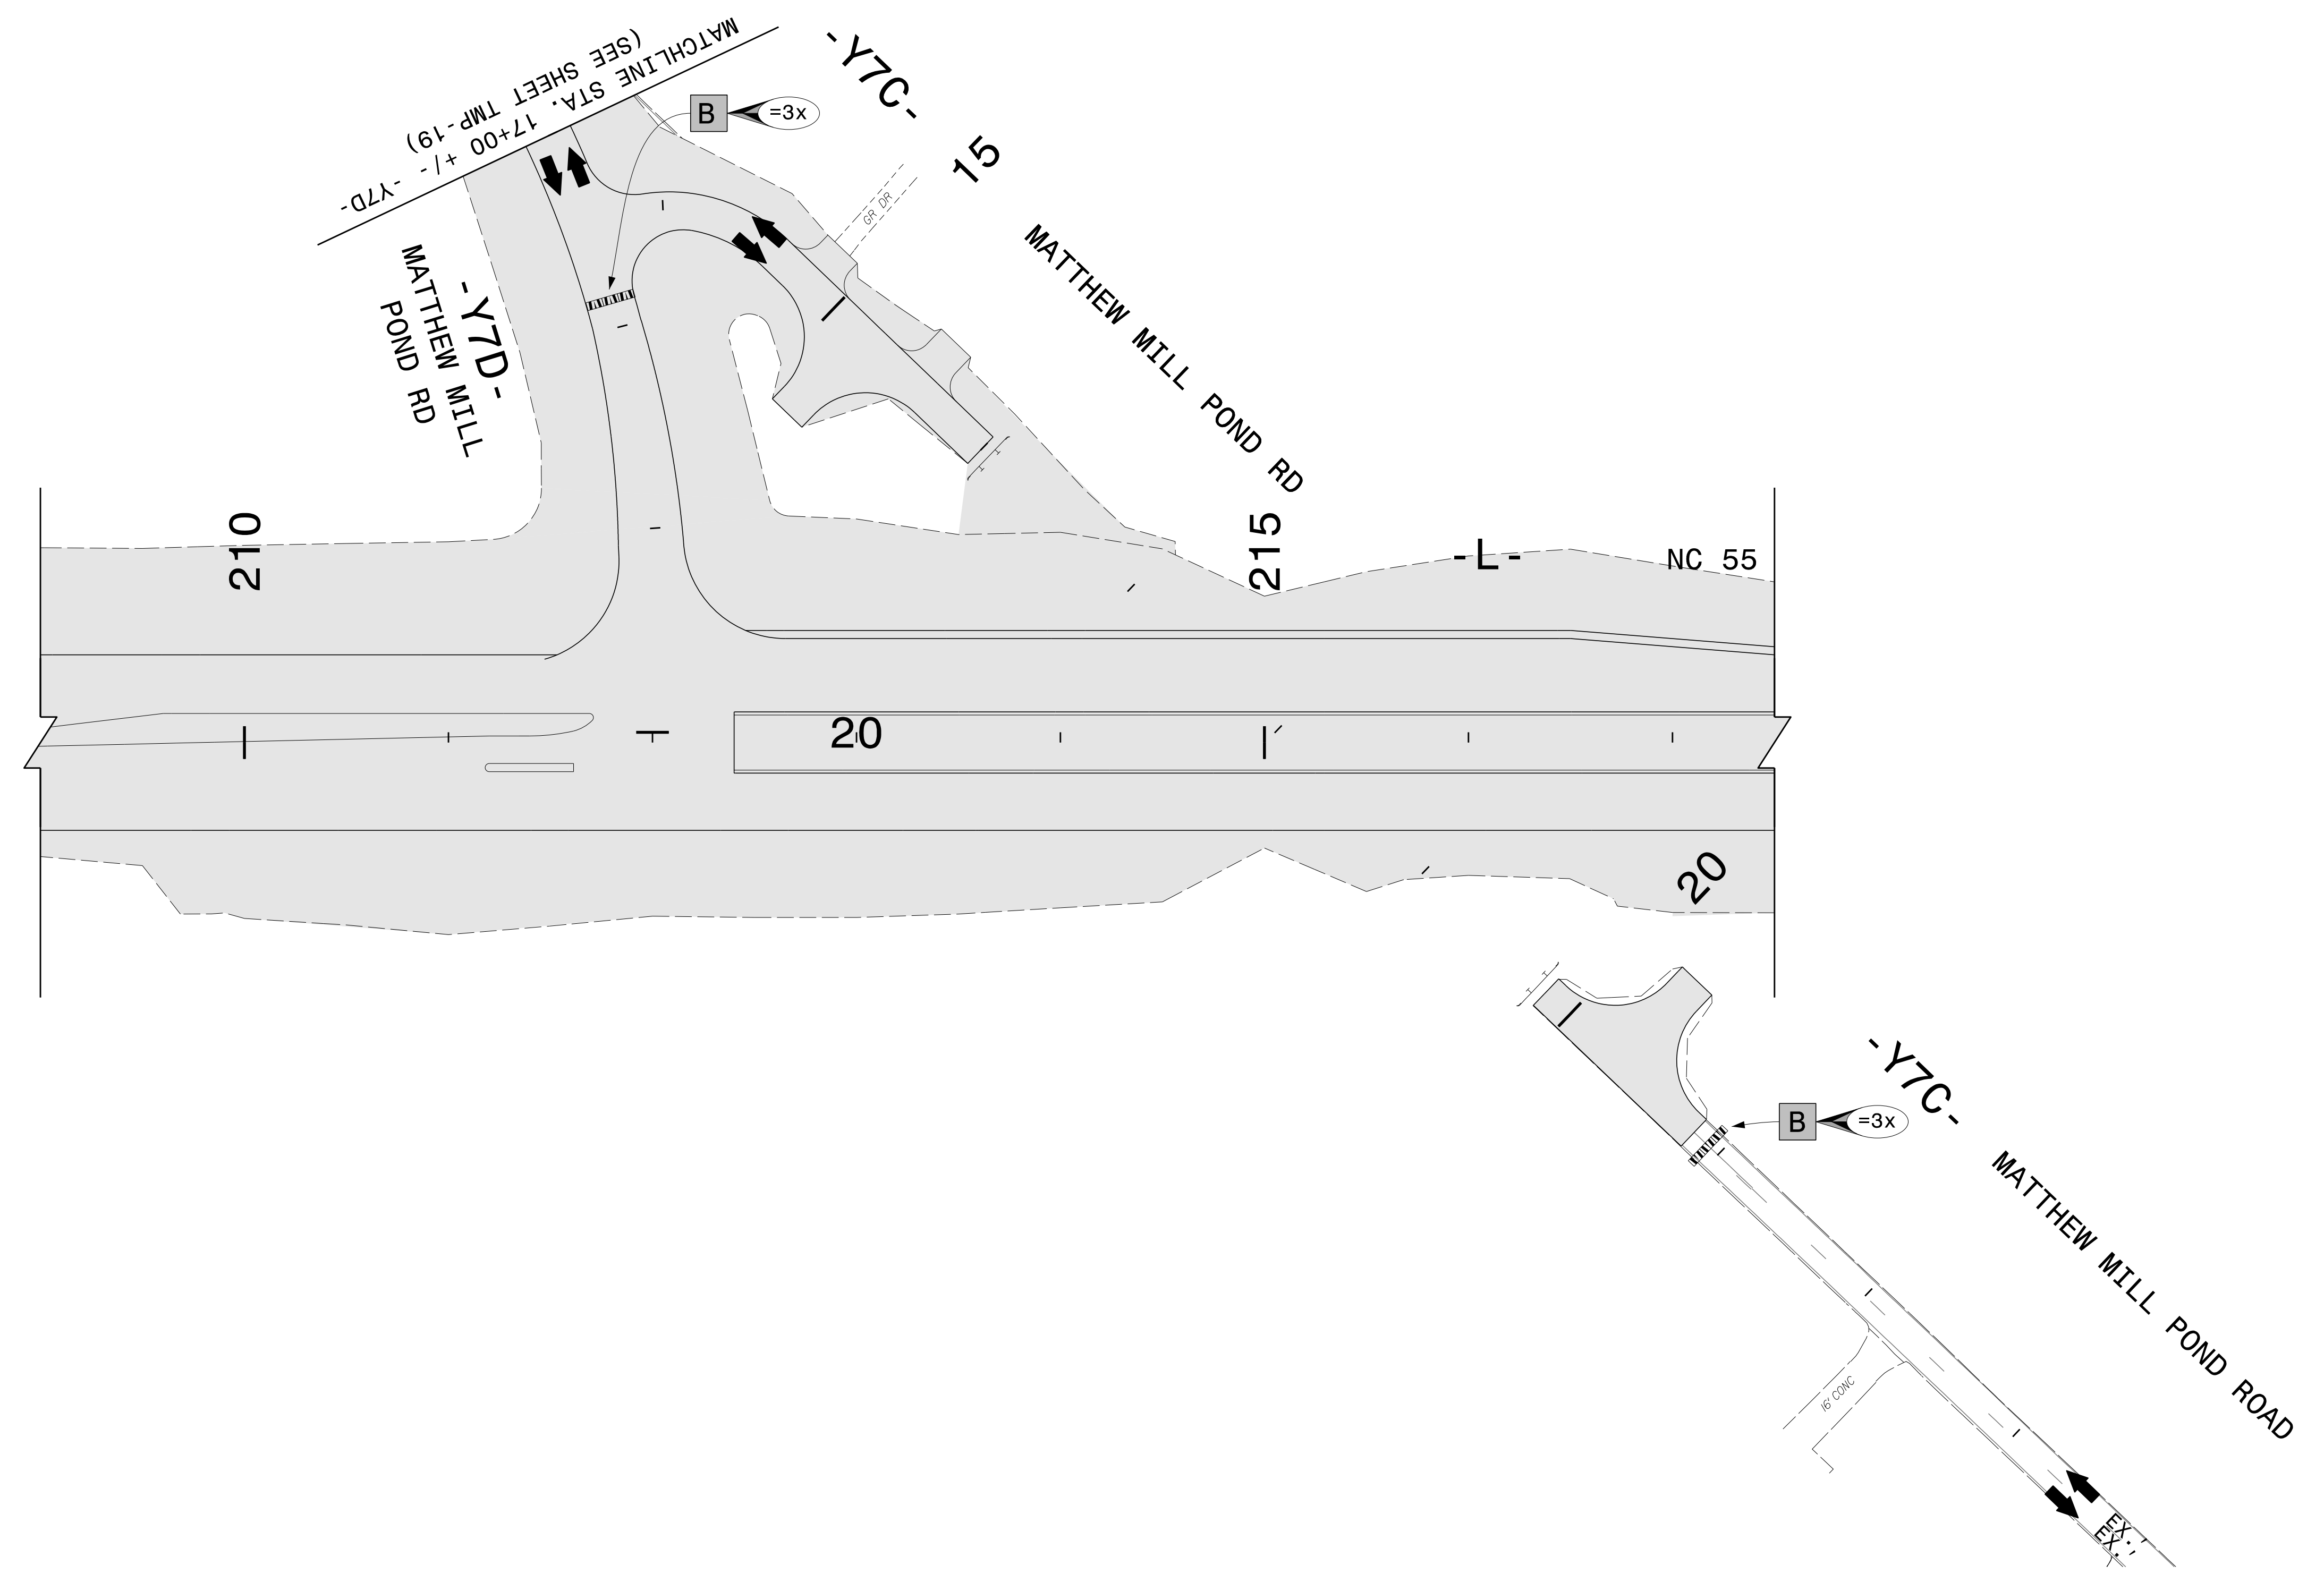 MATCHLINE STA. 17+00 +/- -Y7D-
(SEE SHEET TMP-19)
B
=3x
-Y7C-
15
GR DR
MATTHEW MILL POND RD
-Y7D-
MATTHEW MILL
POND RD
210
215
-L-
NC 55
20
20
-Y7C-
B
=3x
MATTHEW MILL POND ROAD
16' CONC
EX.'
EX.'